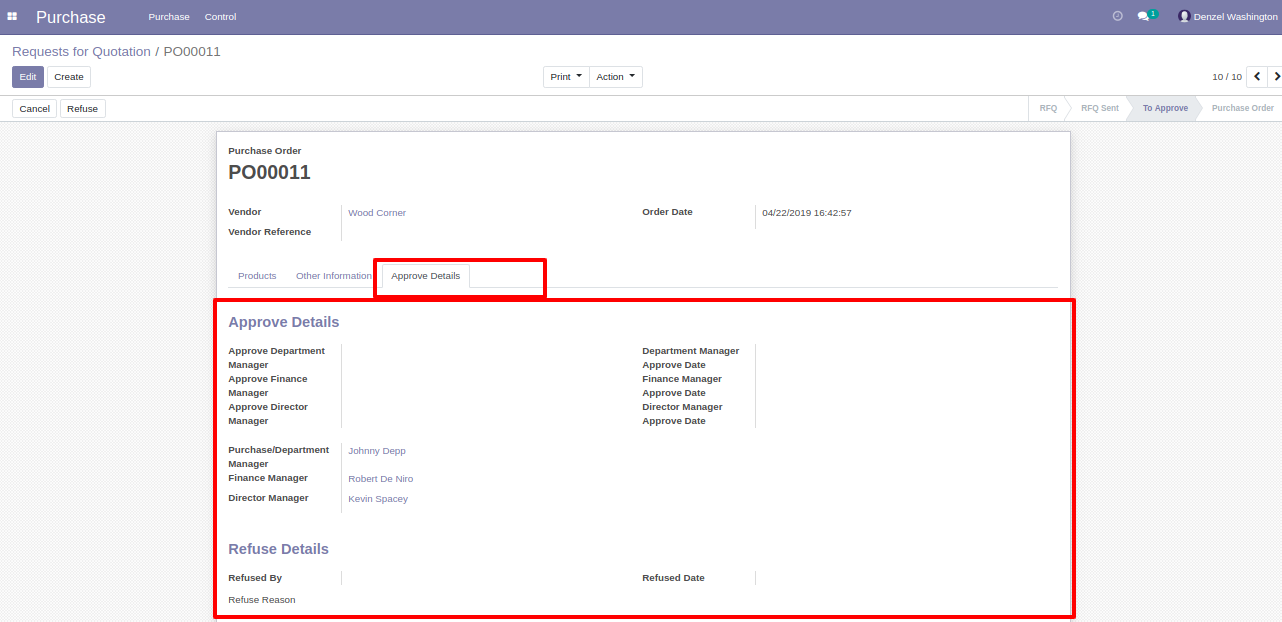 Purchase Purchase Control 1 Denzel Washington
Requests for Quotation / PO00011
Edit Create Print Action 10 / 10
Cancel Refuse RFQ RFQ Sent To Approve Purchase Order
Purchase Order
PO00011
Vendor Wood Corner Order Date 04/22/2019 16:42:57
Vendor Reference
Products Other Information Approve Details
Approve Details
Approve Department Department Manager
Manager Approve Date
Approve Finance Finance Manager
Manager Approve Date
Approve Director Director Manager
Manager Approve Date
Purchase/Department Johnny Depp
Manager
Finance Manager Robert De Niro
Director Manager Kevin Spacey
Refuse Details
Refused By Refused Date
Refuse Reason